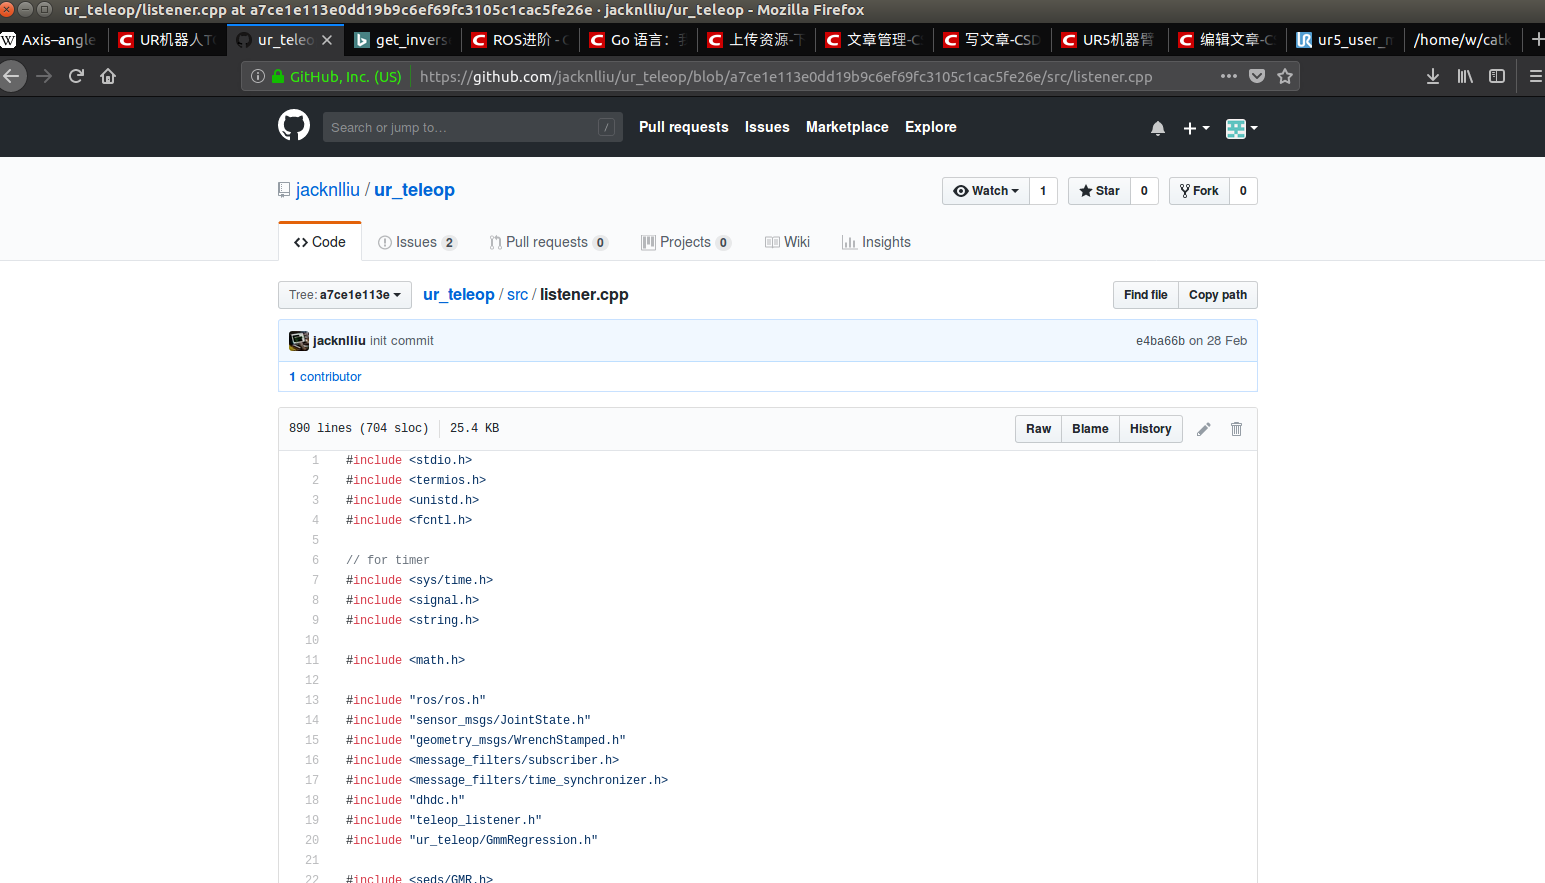 ur_teleop/listener.cpp at a7ce1e113e0dd19b9c6ef69fc3105c1cac5fe26e · jacknlliu/ur_teleop - Mozilla Firefox
W Axis–angle
C UR机器人T
ur_teleo
get_invers
C ROS进阶 -
C Go 语言：
C 上传资源-下
C 文章管理-C
C 写文章-CSD
C UR5机器臂
C 编辑文章-C
UR ur5_user_m
/home/w/catk
GitHub, Inc. (US) https://github.com/jacknlliu/ur_teleop/blob/a7ce1e113e0dd19b9c6ef69fc3105c1cac5fe26e/src/listener.cpp
Search or jump to… / Pull requests Issues Marketplace Explore
jacknlliu / ur_teleop Watch 1 Star 0 Fork 0
Code Issues 2 Pull requests 0 Projects 0 Wiki Insights
Tree: a7ce1e113e ur_teleop / src / listener.cpp Find file Copy path
jacknlliu init commit e4ba66b on 28 Feb
1 contributor
890 lines (704 sloc) 25.4 KB Raw Blame History
1 #include <stdio.h>
2 #include <termios.h>
3 #include <unistd.h>
4 #include <fcntl.h>
5
6 // for timer
7 #include <sys/time.h>
8 #include <signal.h>
9 #include <string.h>
10
11 #include <math.h>
12
13 #include "ros/ros.h"
14 #include "sensor_msgs/JointState.h"
15 #include "geometry_msgs/WrenchStamped.h"
16 #include <message_filters/subscriber.h>
17 #include <message_filters/time_synchronizer.h>
18 #include "dhdc.h"
19 #include "teleop_listener.h"
20 #include "ur_teleop/GmmRegression.h"
21
22 #include <seds/GMR.h>